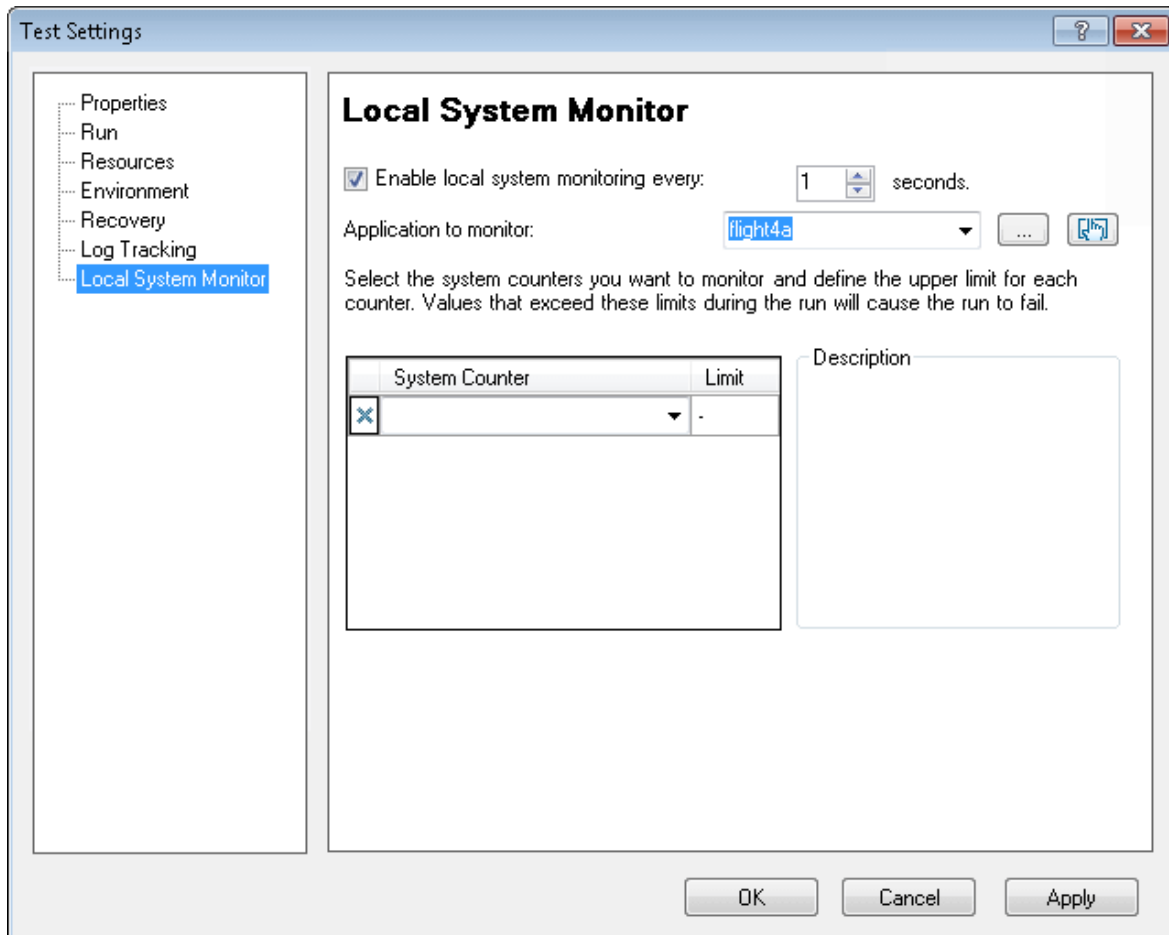 Test Settings
?
Properties
Run
Resources
Environment
Recovery
Log Tracking
Local System Monitor
Local System Monitor
Enable local system monitoring every: 1 seconds.
Application to monitor: flight4a ...
Select the system counters you want to monitor and define the upper limit for each
counter. Values that exceed these limits during the run will cause the run to fail.
System Counter Limit
-
Description
OK Cancel Apply